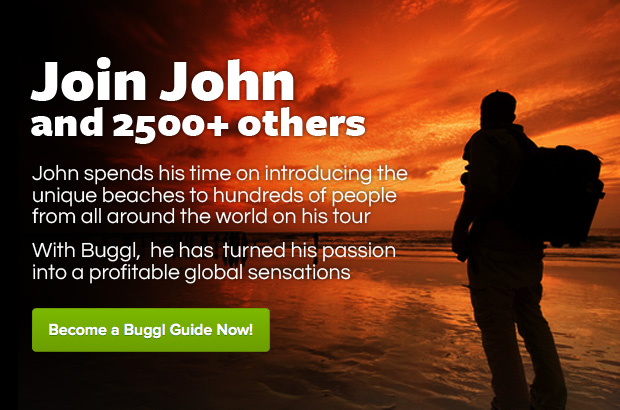 Join John
and 2500+ others
John spends his time on introducing the
unique beaches to hundreds of people
from all around the world on his tour
With Buggl, he has turned his passion
into a profitable global sensations
Become a Buggl Guide Now!